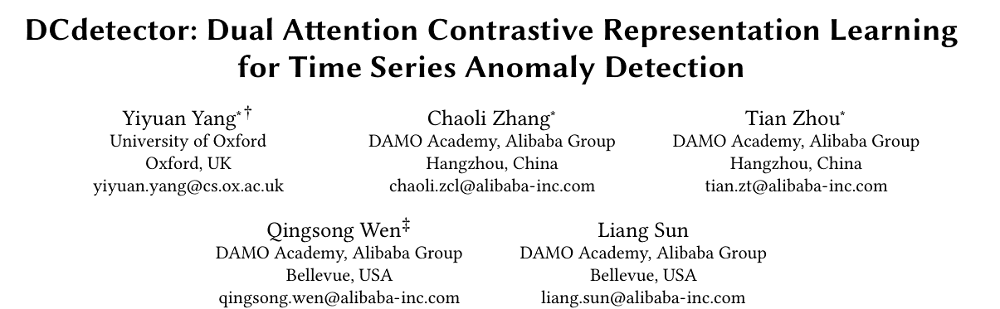 DCdetector: Dual Attention Contrastive Representation Learning
for Time Series Anomaly Detection
Yiyuan Yang*†
University of Oxford
Oxford, UK
yiyuan.yang@cs.ox.ac.uk
Chaoli Zhang*
DAMO Academy, Alibaba Group
Hangzhou, China
chaoli.zcl@alibaba-inc.com
Tian Zhou*
DAMO Academy, Alibaba Group
Hangzhou, China
tian.zt@alibaba-inc.com
Qingsong Wen‡
DAMO Academy, Alibaba Group
Bellevue, USA
qingsong.wen@alibaba-inc.com
Liang Sun
DAMO Academy, Alibaba Group
Bellevue, USA
liang.sun@alibaba-inc.com